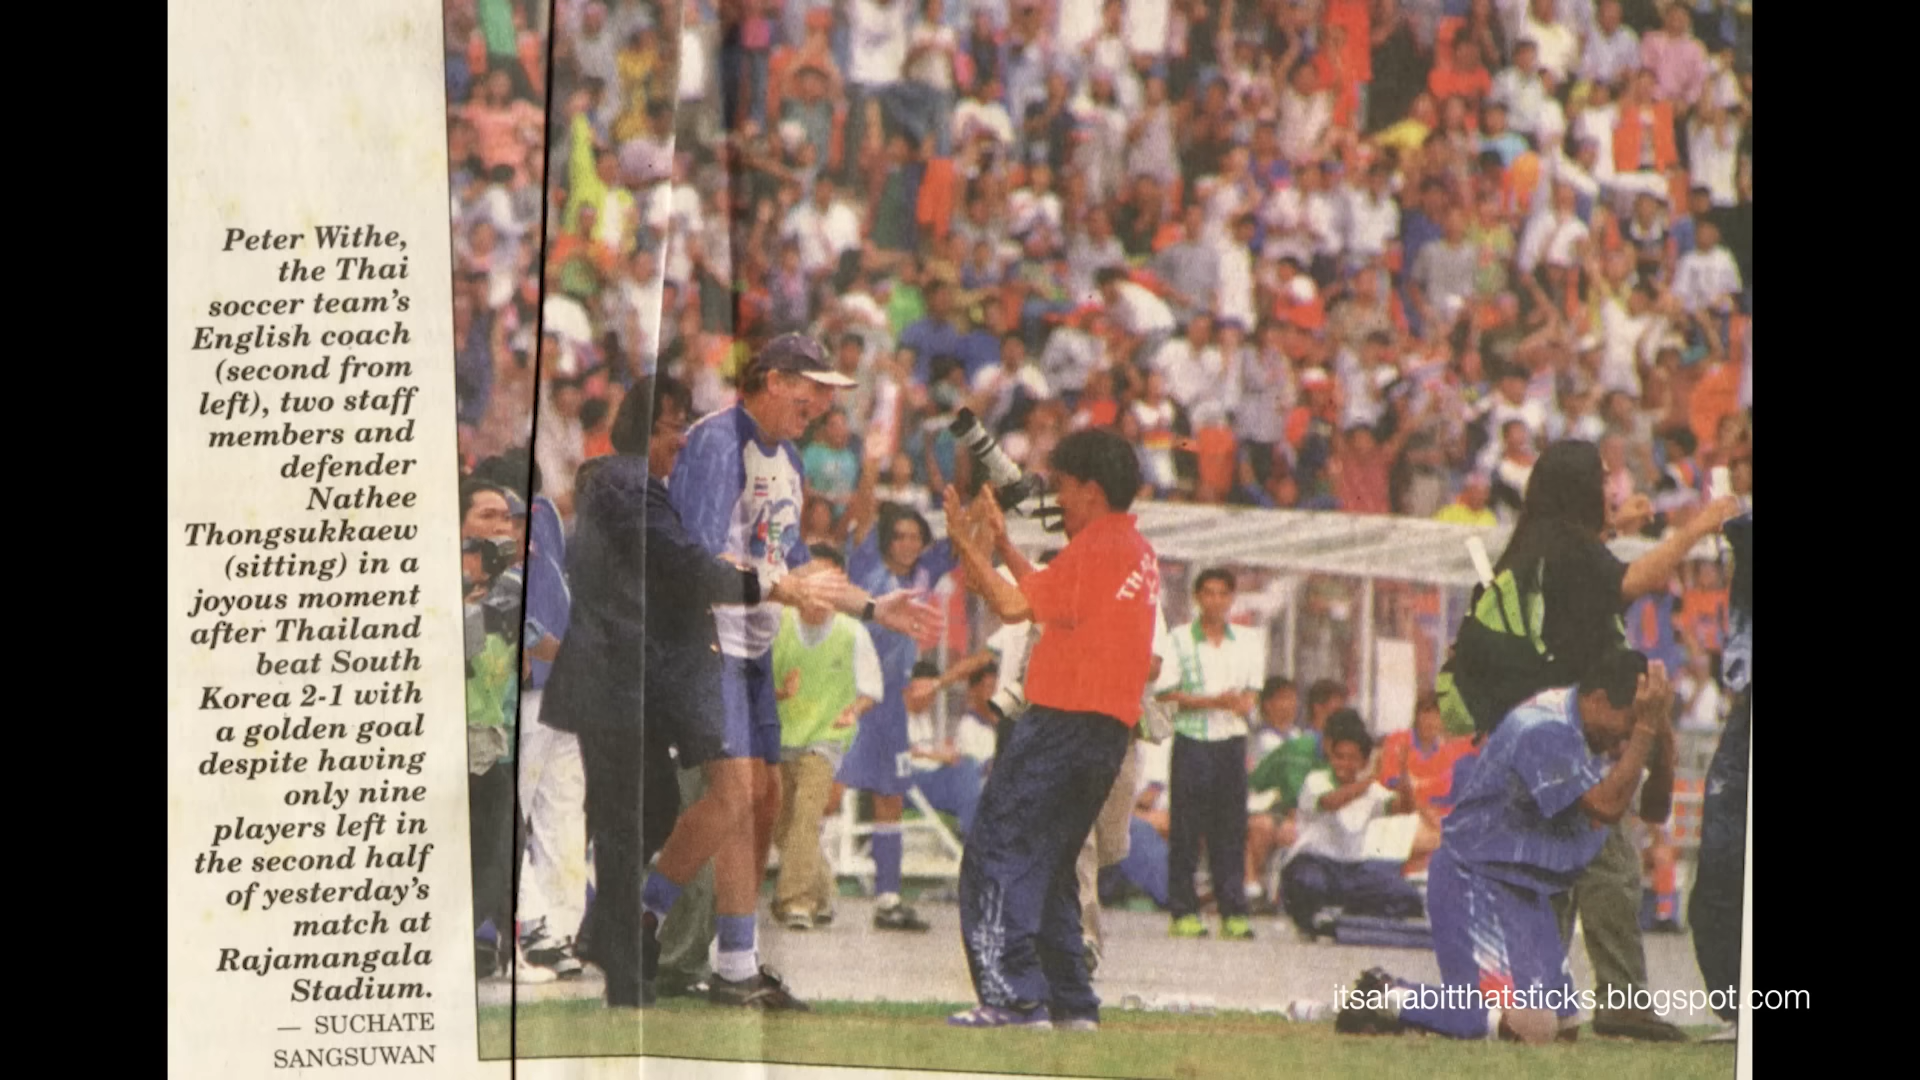 Peter Withe,
the Thai
soccer team's
English coach
(second from
left), two staff
members and
defender
Nathee
Thongsukkaew
(sitting) in a
joyous moment
after Thailand
beat South
Korea 2-1 with
a golden goal
despite having
only nine
players left in
the second half
of yesterday's
match at
Rajamangala
Stadium.
— SUCHATE
SANGSUWAN
itsahabitthatsticks.blogspot.com